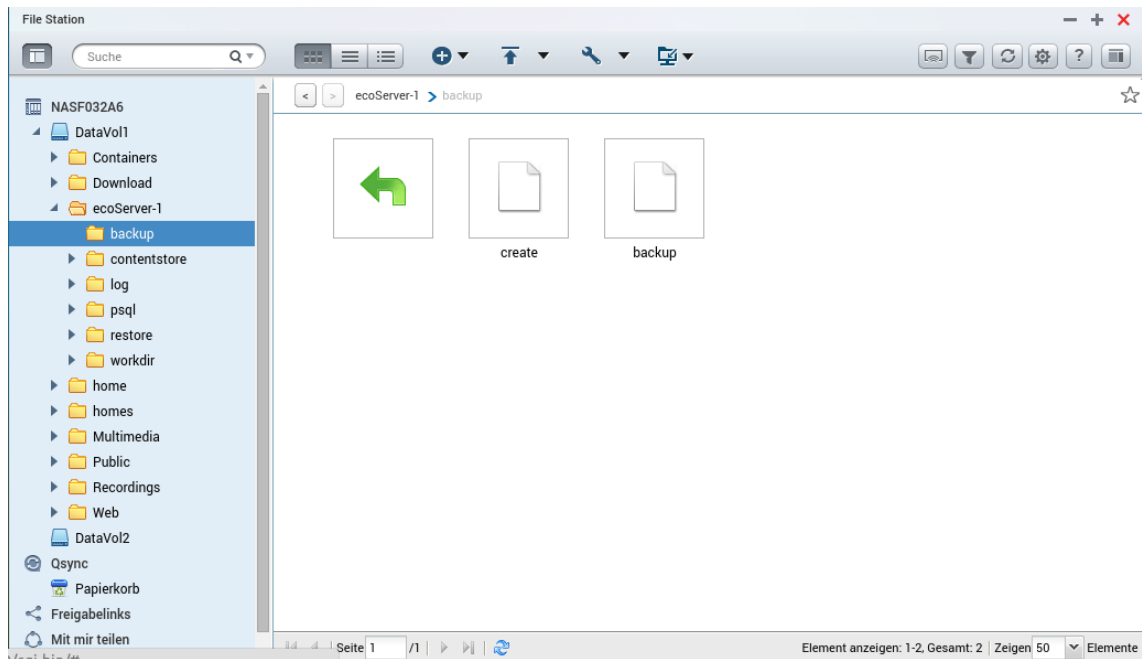 File Station
Suche
ecoServer-1 > backup
NASF032A6
DataVol1
Containers
Download
ecoServer-1
backup
contentstore
log
psql
restore
workdir
home
homes
Multimedia
Public
Recordings
Web
DataVol2
Qsync
Papierkorb
Freigabelinks
Mit mir teilen
create
backup
Seite 1 /1
Element anzeigen: 1-2, Gesamt: 2 | Zeigen 50 Elemente